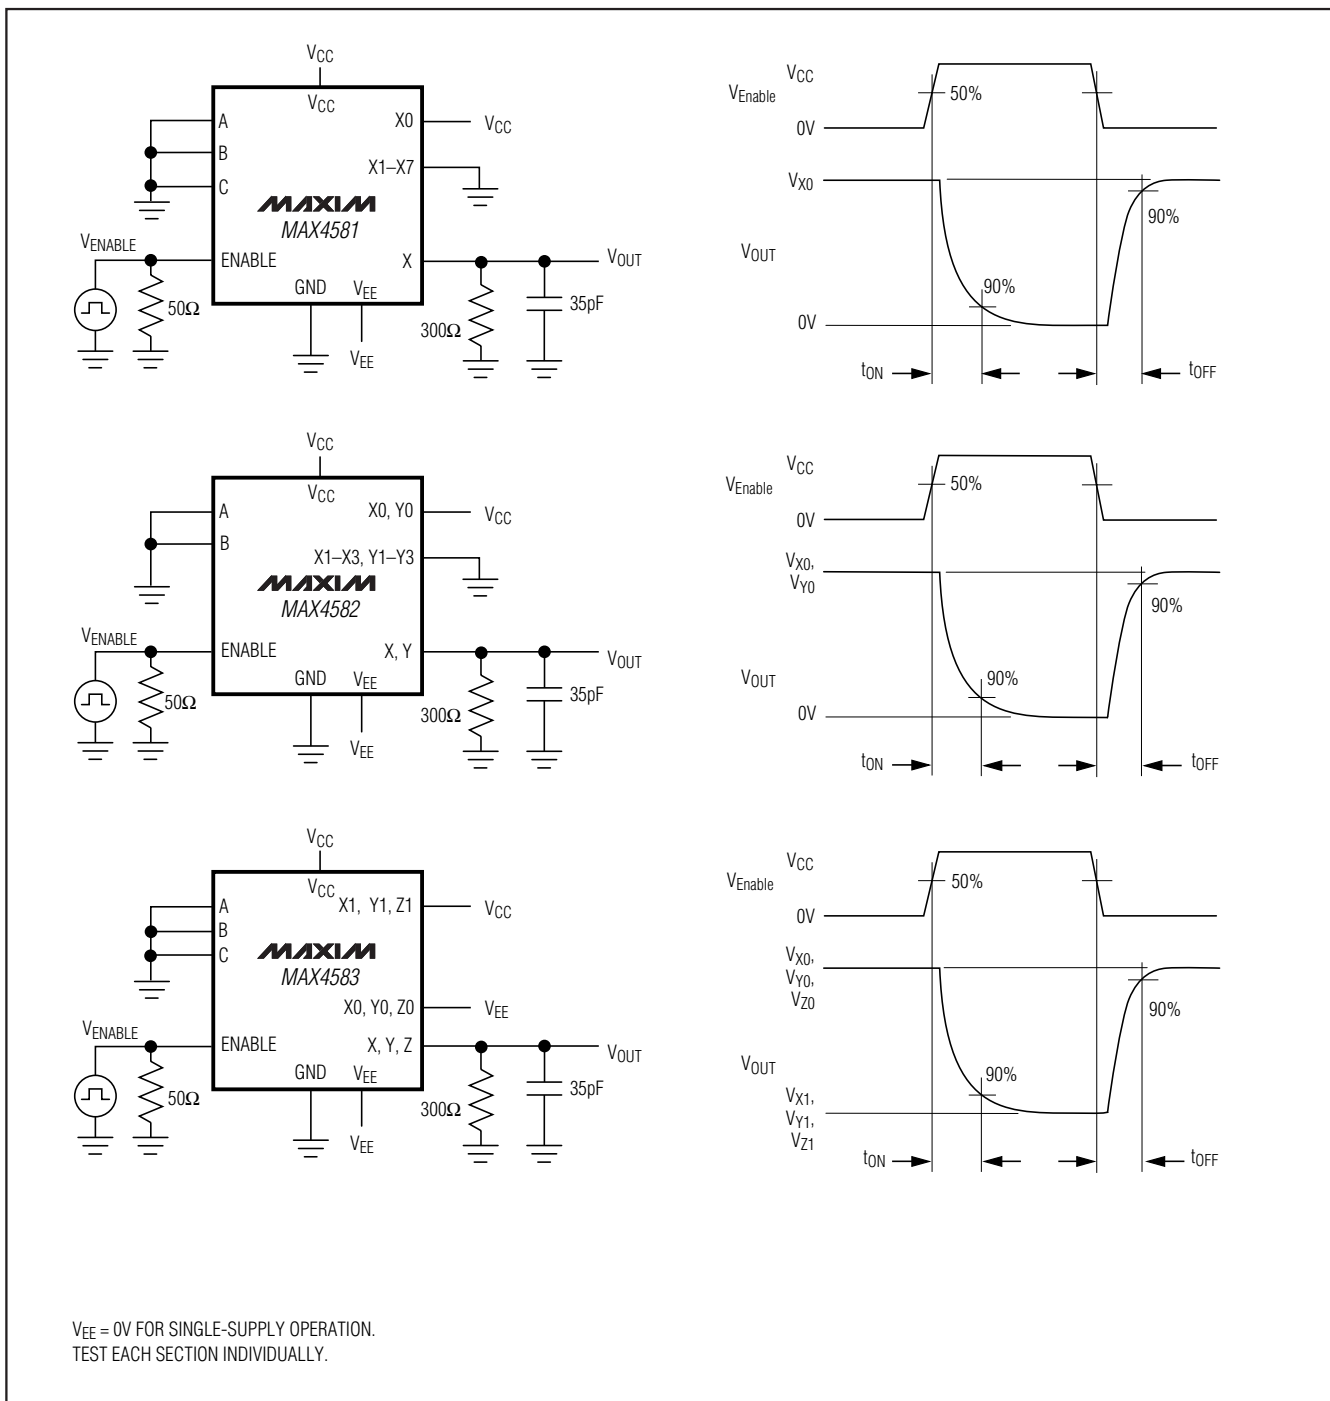 VCC
VCC
A
B
C
X0
VCC
X1–X7
MAXIM
MAX4581
VENABLE
ENABLE
X
VOUT
50Ω
GND
VEE
VEE
300Ω
35pF
VCC
VEnable
50%
0V
VX0
90%
VOUT
90%
0V
tON
tOFF
VCC
VCC
A
B
X0, Y0
VCC
X1–X3, Y1–Y3
MAXIM
MAX4582
VENABLE
ENABLE
X, Y
VOUT
50Ω
GND
VEE
VEE
300Ω
35pF
VCC
VEnable
50%
0V
VX0,
VY0
90%
VOUT
90%
0V
tON
tOFF
VCC
VCC
A
B
C
X1, Y1, Z1
VCC
MAXIM
MAX4583
X0, Y0, Z0
VEE
VENABLE
ENABLE
X, Y, Z
VOUT
50Ω
GND
VEE
VEE
300Ω
35pF
VCC
VEnable
50%
0V
VX0,
VY0,
VZ0
90%
VOUT
90%
VX1,
VY1,
VZ1
tON
tOFF
VEE = 0V FOR SINGLE-SUPPLY OPERATION.
TEST EACH SECTION INDIVIDUALLY.